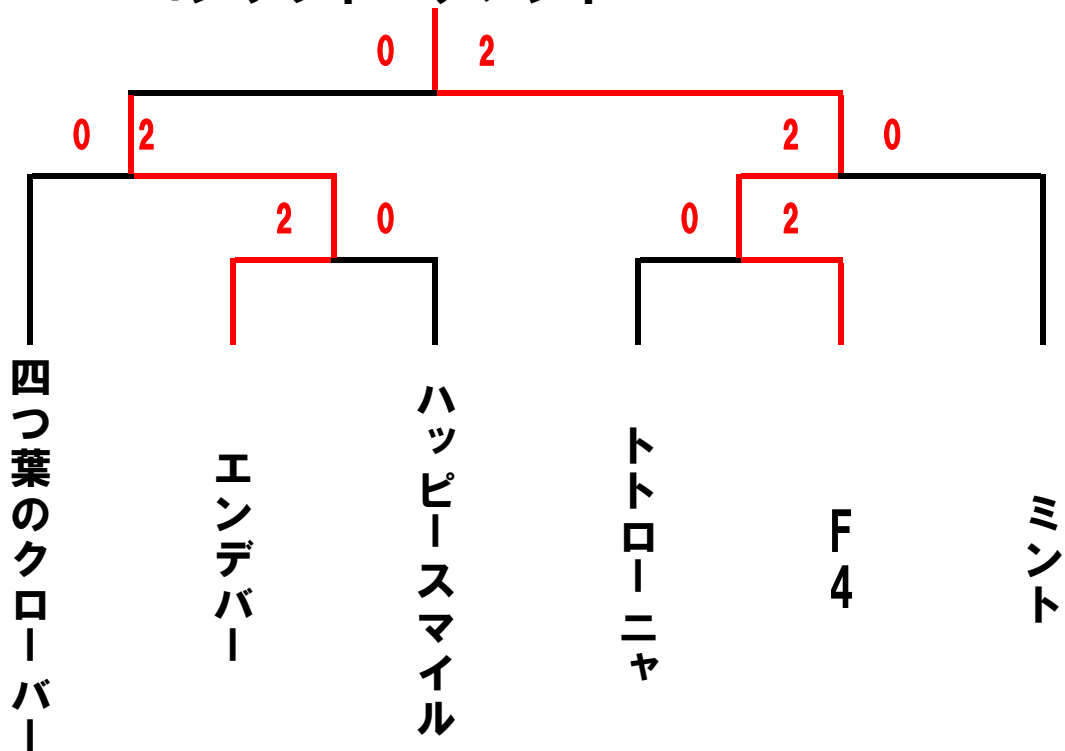 0 2
0 2 2 0
2 0 0 2
四つ葉のクローバー
エンデバー
ハッピースマイル
トトローニャ
F4
ミント